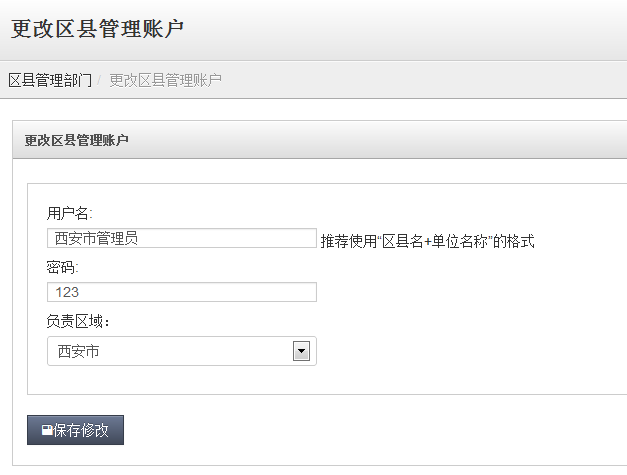 更改区县管理账户
区县管理部门 / 更改区县管理账户
更改区县管理账户
用户名:
西安市管理员 推荐使用“区县名+单位名称”的格式
密码:
123
负责区域：
西安市
保存修改